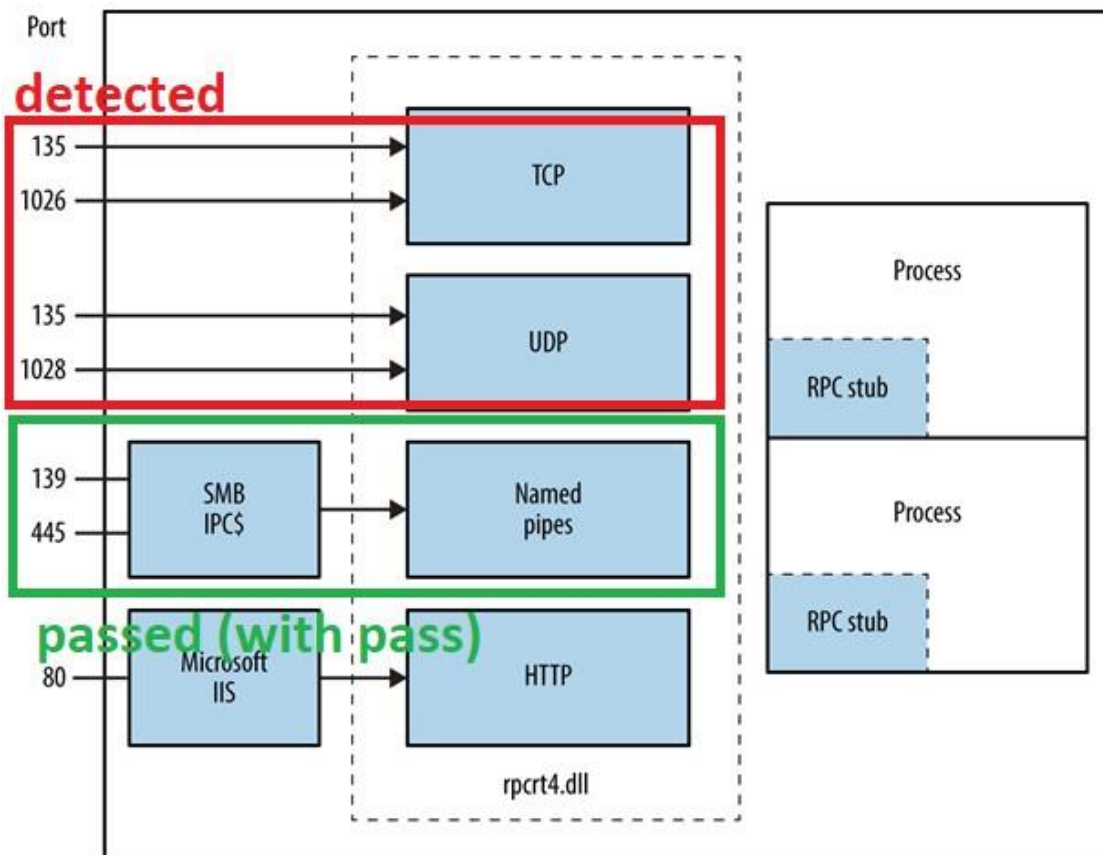 Port
detected
135
TCP
1026
Process
135
UDP
1028
RPC stub
139
SMB
IPC$
Named
pipes
445
Process
passed (with pass)
RPC stub
80
Microsoft
IIS
HTTP
rpcrt4.dll